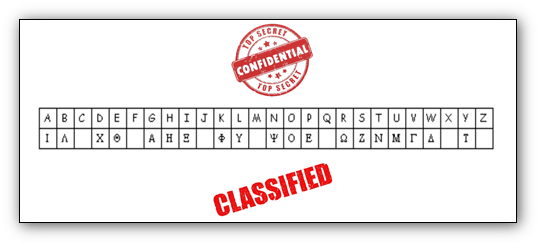 TOP SECRET
CONFIDENTIAL
TOP SECRET
A B C D E F G H I J K L M N O P Q R S T U V W X Y Z
Ι Λ Χ Θ Α Η Ξ Φ Υ Ψ Ο Ε Ω Ζ Ν Μ Γ Δ Τ
CLASSIFIED